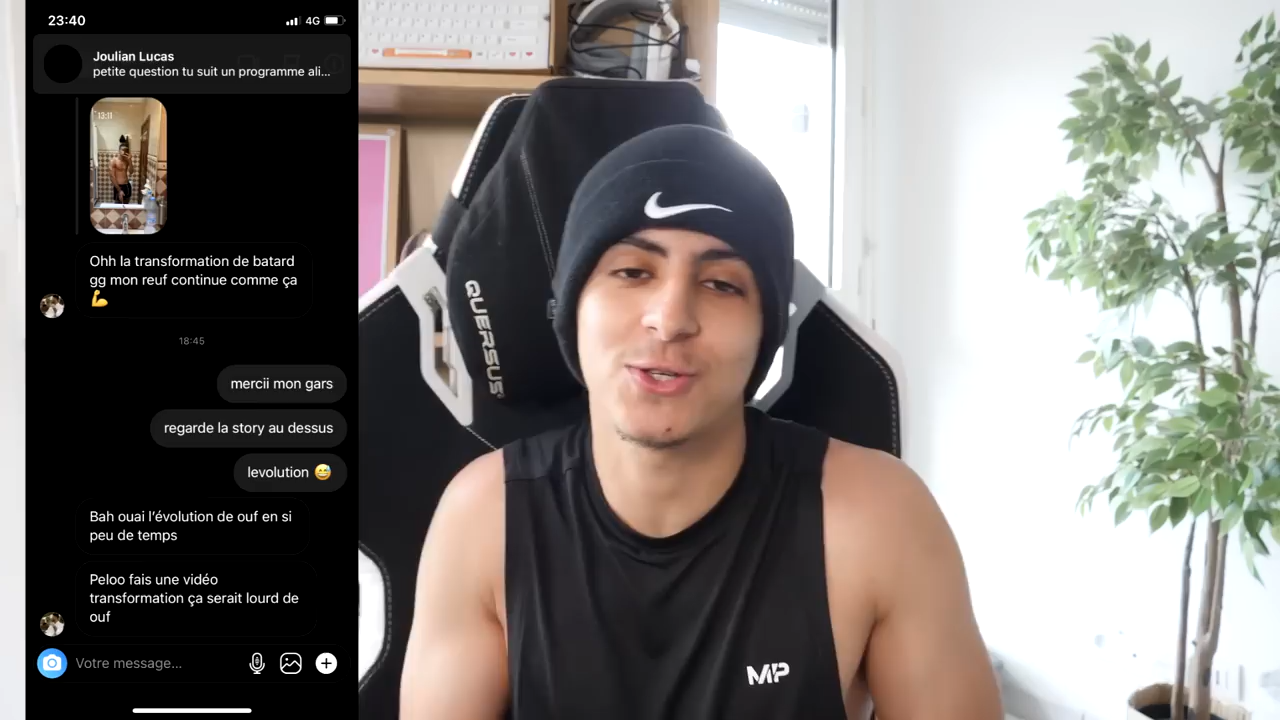 23:40
4G
Joulian Lucas
petite question tu suit un programme ali...
13:11
Ohh la transformation de batard
gg mon reuf continue comme ça
💪
18:45
mercii mon gars
regarde la story au dessus
levolution 😅
Bah ouai l'évolution de ouf en si
peu de temps
Peloo fais une vidéo
transformation ça serait lourd de
ouf
Votre message...
QUERSUS
MP